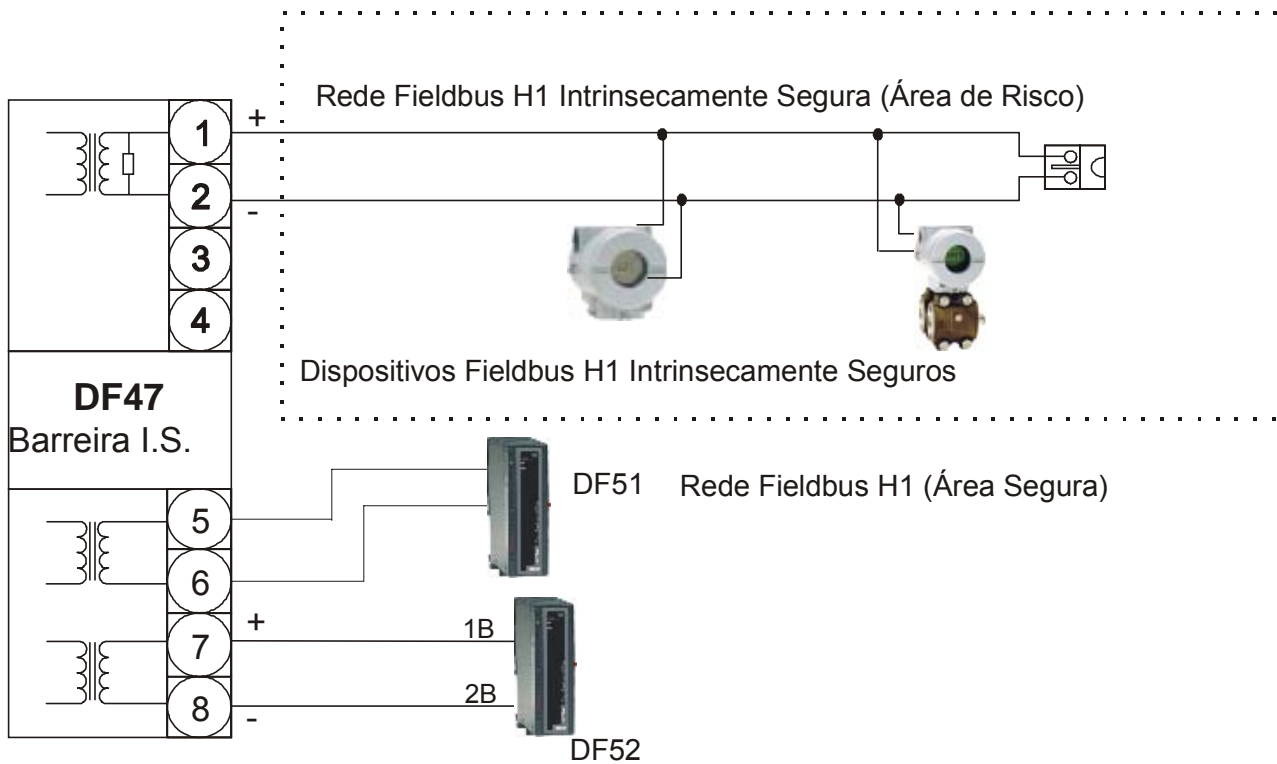 Rede Fieldbus H1 Intrinsecamente Segura (Área de Risco)
1
+
2
-
3
4
Dispositivos Fieldbus H1 Intrinsecamente Seguros
DF47
Barreira I.S.
DF51
Rede Fieldbus H1 (Área Segura)
5
6
+
7
1B
8
-
2B
DF52